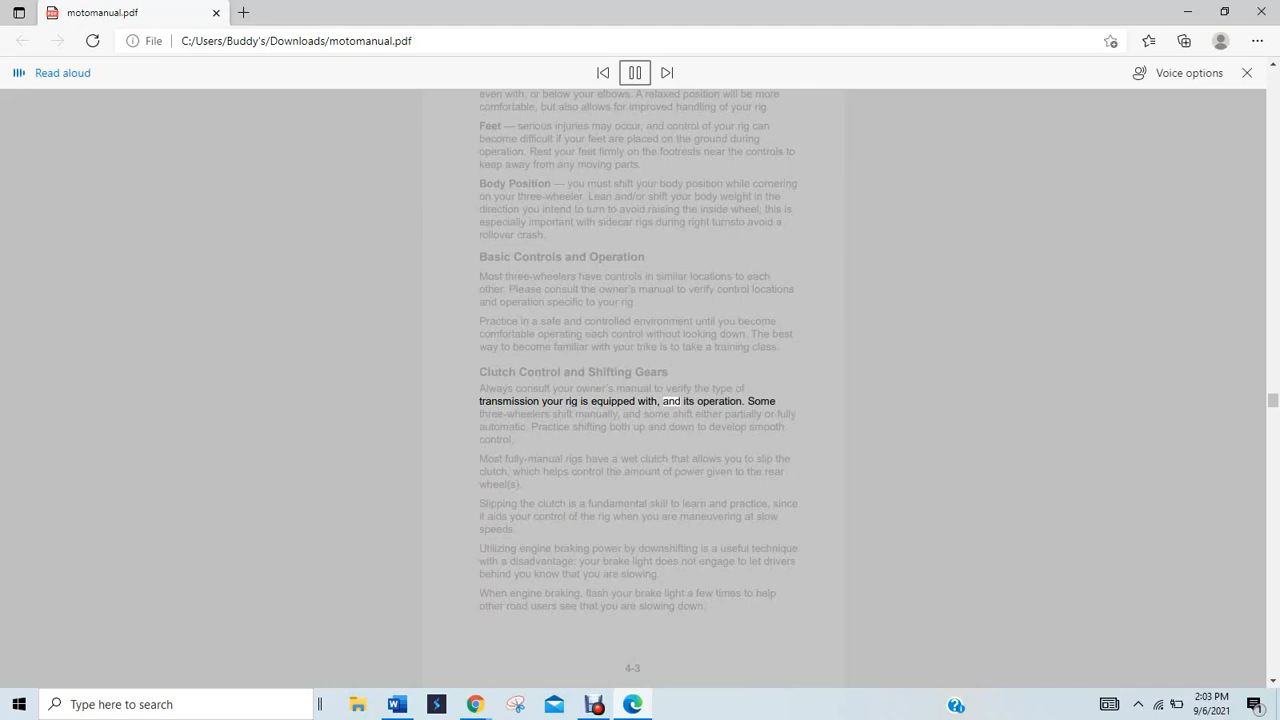 motomanual.pdf
File C:/Users/Buddy's/Downloads/motomanual.pdf
Read aloud
Voice options
even with, or below your elbows. A relaxed position will be more
comfortable, but also allows for improved handling of your rig.
Feet — serious injuries may occur, and control of your rig can
become difficult if your feet are placed on the ground during
operation. Rest your feet firmly on the footrests near the controls to
keep away from any moving parts.
Body Position — you must shift your body position while cornering
on your three-wheeler. Lean and/or shift your body weight in the
direction you intend to turn to avoid raising the inside wheel; this is
especially important with sidecar rigs during right turnsto avoid a
rollover crash.
Basic Controls and Operation
Most three-wheelers have controls in similar locations to each
other. Please consult the owner's manual to verify control locations
and operation specific to your rig.
Practice in a safe and controlled environment until you become
comfortable operating each control without looking down. The best
way to become familiar with your trike is to take a training class.
Clutch Control and Shifting Gears
Always consult your owner's manual to verify the type of
transmission your rig is equipped with, and its operation. Some
three-wheelers shift manually, and some shift either partially or fully
automatic. Practice shifting both up and down to develop smooth
control.
Most fully-manual rigs have a wet clutch that allows you to slip the
clutch, which helps control the amount of power given to the rear
wheel(s).
Slipping the clutch is a fundamental skill to learn and practice, since
it aids your control of the rig when you are maneuvering at slow
speeds.
Utilizing engine braking power by downshifting is a useful technique
with a disadvantage: your brake light does not engage to let drivers
behind you know that you are slowing.
When engine braking, flash your brake light a few times to help
other road users see that you are slowing down.
4-3
Type here to search
2:03 PM
9/6/2021